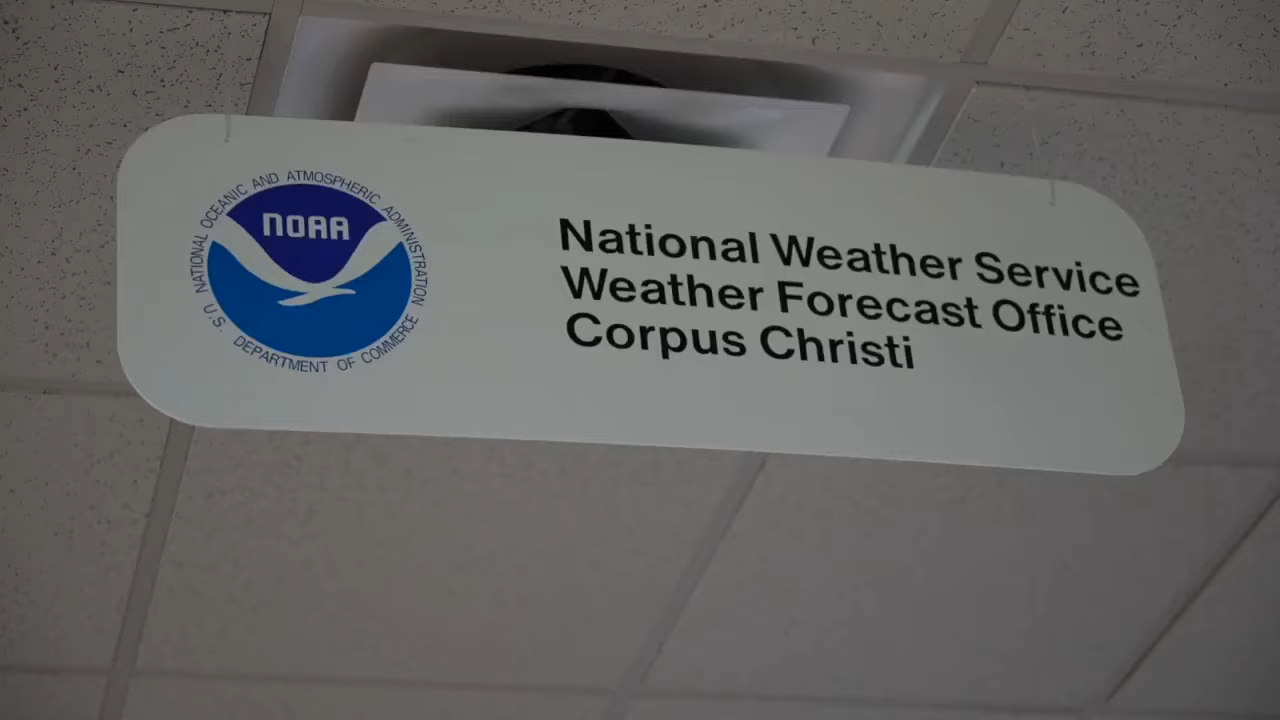 NATIONAL OCEANIC AND ATMOSPHERIC ADMINISTRATION
NOAA
U.S. DEPARTMENT OF COMMERCE
National Weather Service
Weather Forecast Office
Corpus Christi